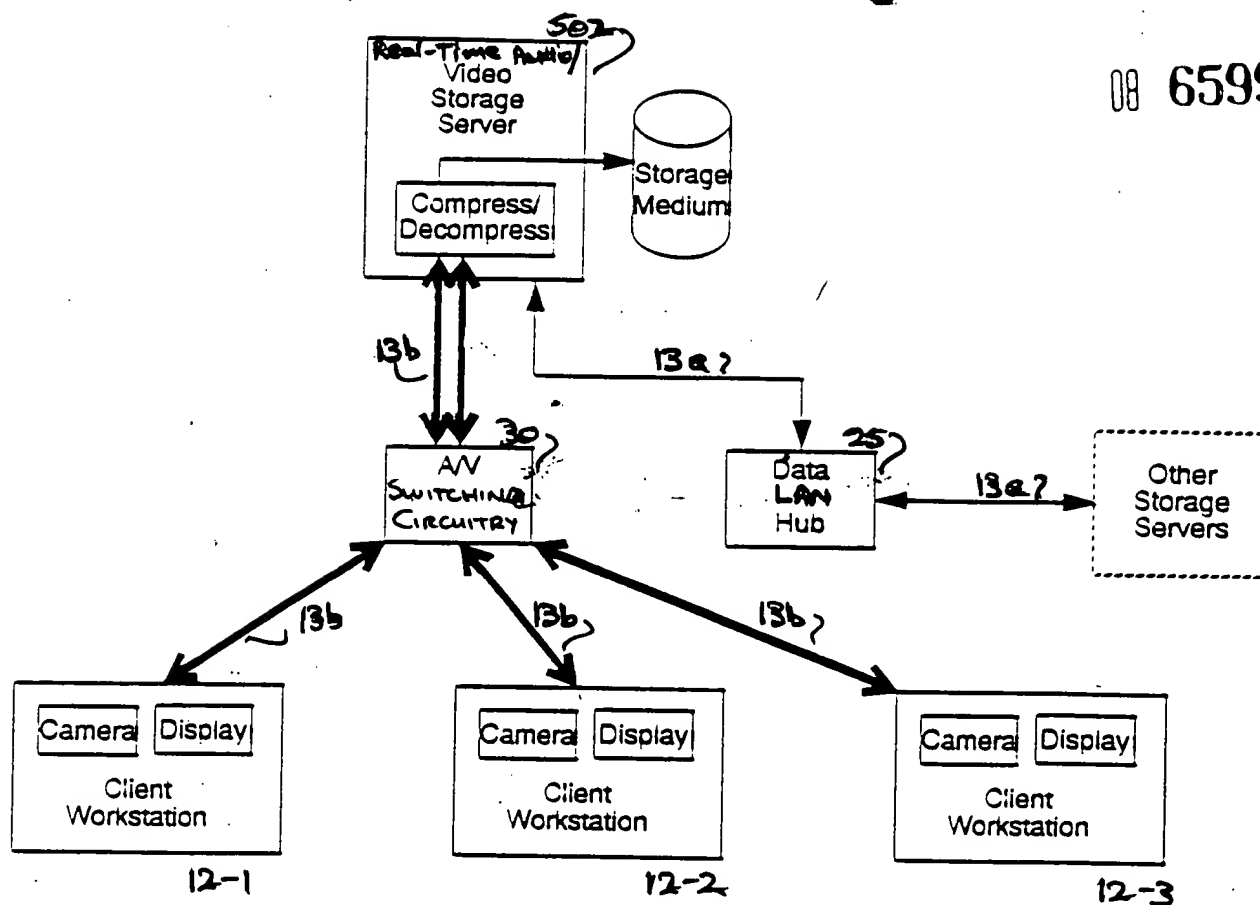 502
Real-Time Audio/
Video
Storage
Server
08 6599
Compress/
Decompress
Storage
Medium
13b
13a
30
A/V
SWITCHING
CIRCUITRY
25
Data
LAN
Hub
13a
Other
Storage
Servers
13b
13b
13b
Camera
Display
Client
Workstation
12-1
Camera
Display
Client
Workstation
12-2
Camera
Display
Client
Workstation
12-3